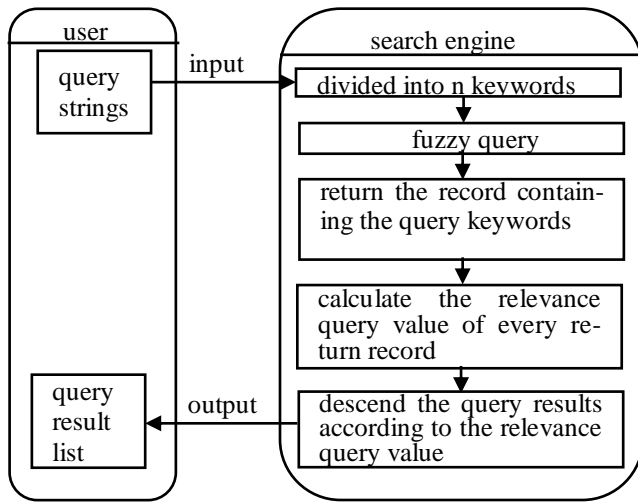 user
query
strings
input
search engine
divided into n keywords
fuzzy query
return the record contain-
ing the query keywords
calculate the relevance
query value of every re-
turn record
descend the query results
according to the relevance
query value
output
query
result
list